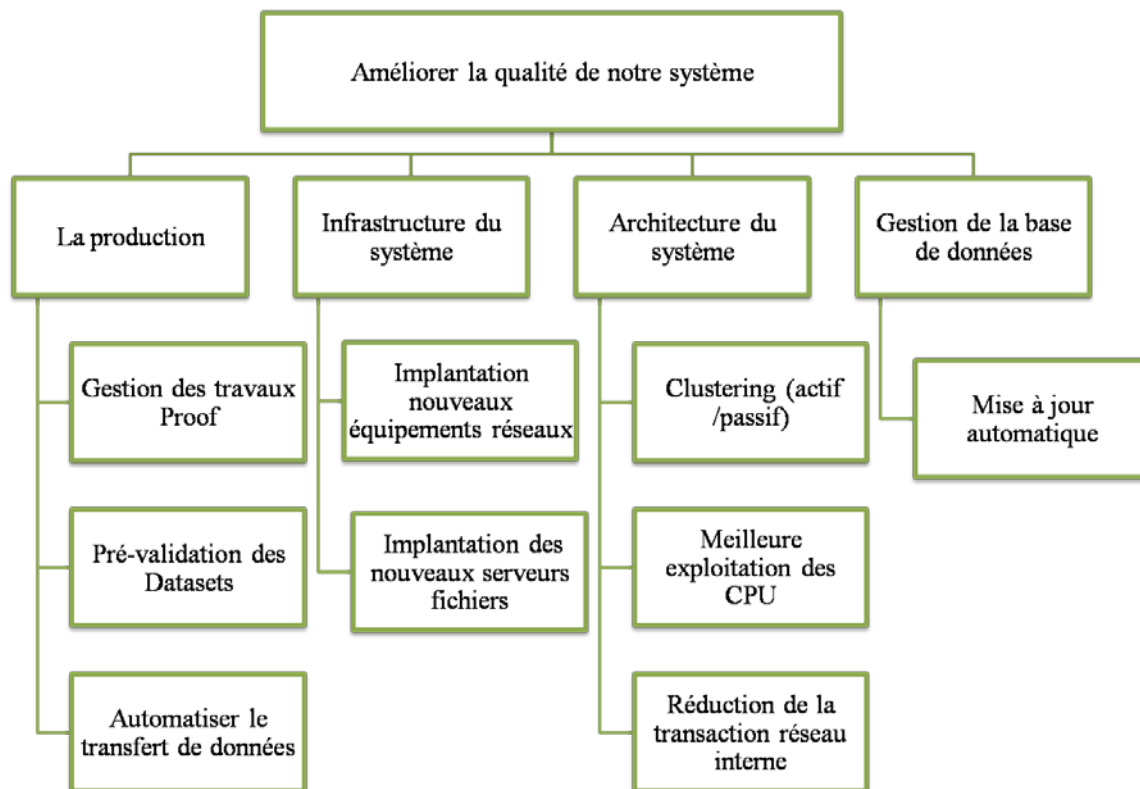 Améliorer la qualité de notre système
La production
Infrastructure du
système
Architecture du
système
Gestion de la base
de données
Gestion des travaux
Proof
Implantation
nouveaux
équipements réseaux
Clustering (actif
/passif)
Mise à jour
automatique
Pré-validation des
Datasets
Implantation des
nouveaux serveurs
fichiers
Meilleure
exploitation des
CPU
Automatiser le
transfert de données
Réduction de la
transaction réseau
interne